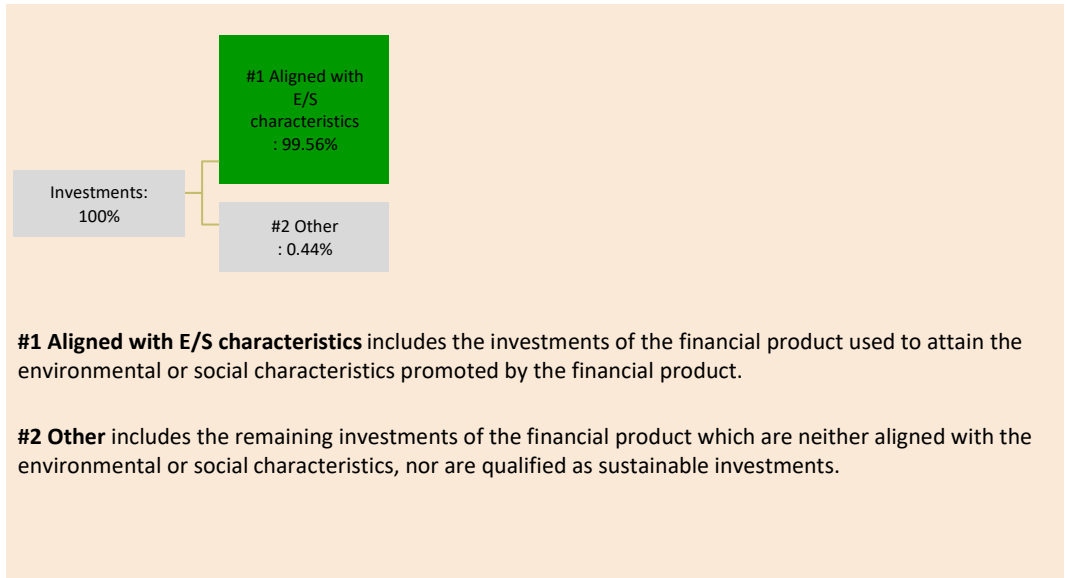 #1 Aligned with
E/S
characteristics
: 99.56%
Investments:
100%
#2 Other
: 0.44%
#1 Aligned with E/S characteristics includes the investments of the financial product used to attain the
environmental or social characteristics promoted by the financial product.
#2 Other includes the remaining investments of the financial product which are neither aligned with the
environmental or social characteristics, nor are qualified as sustainable investments.